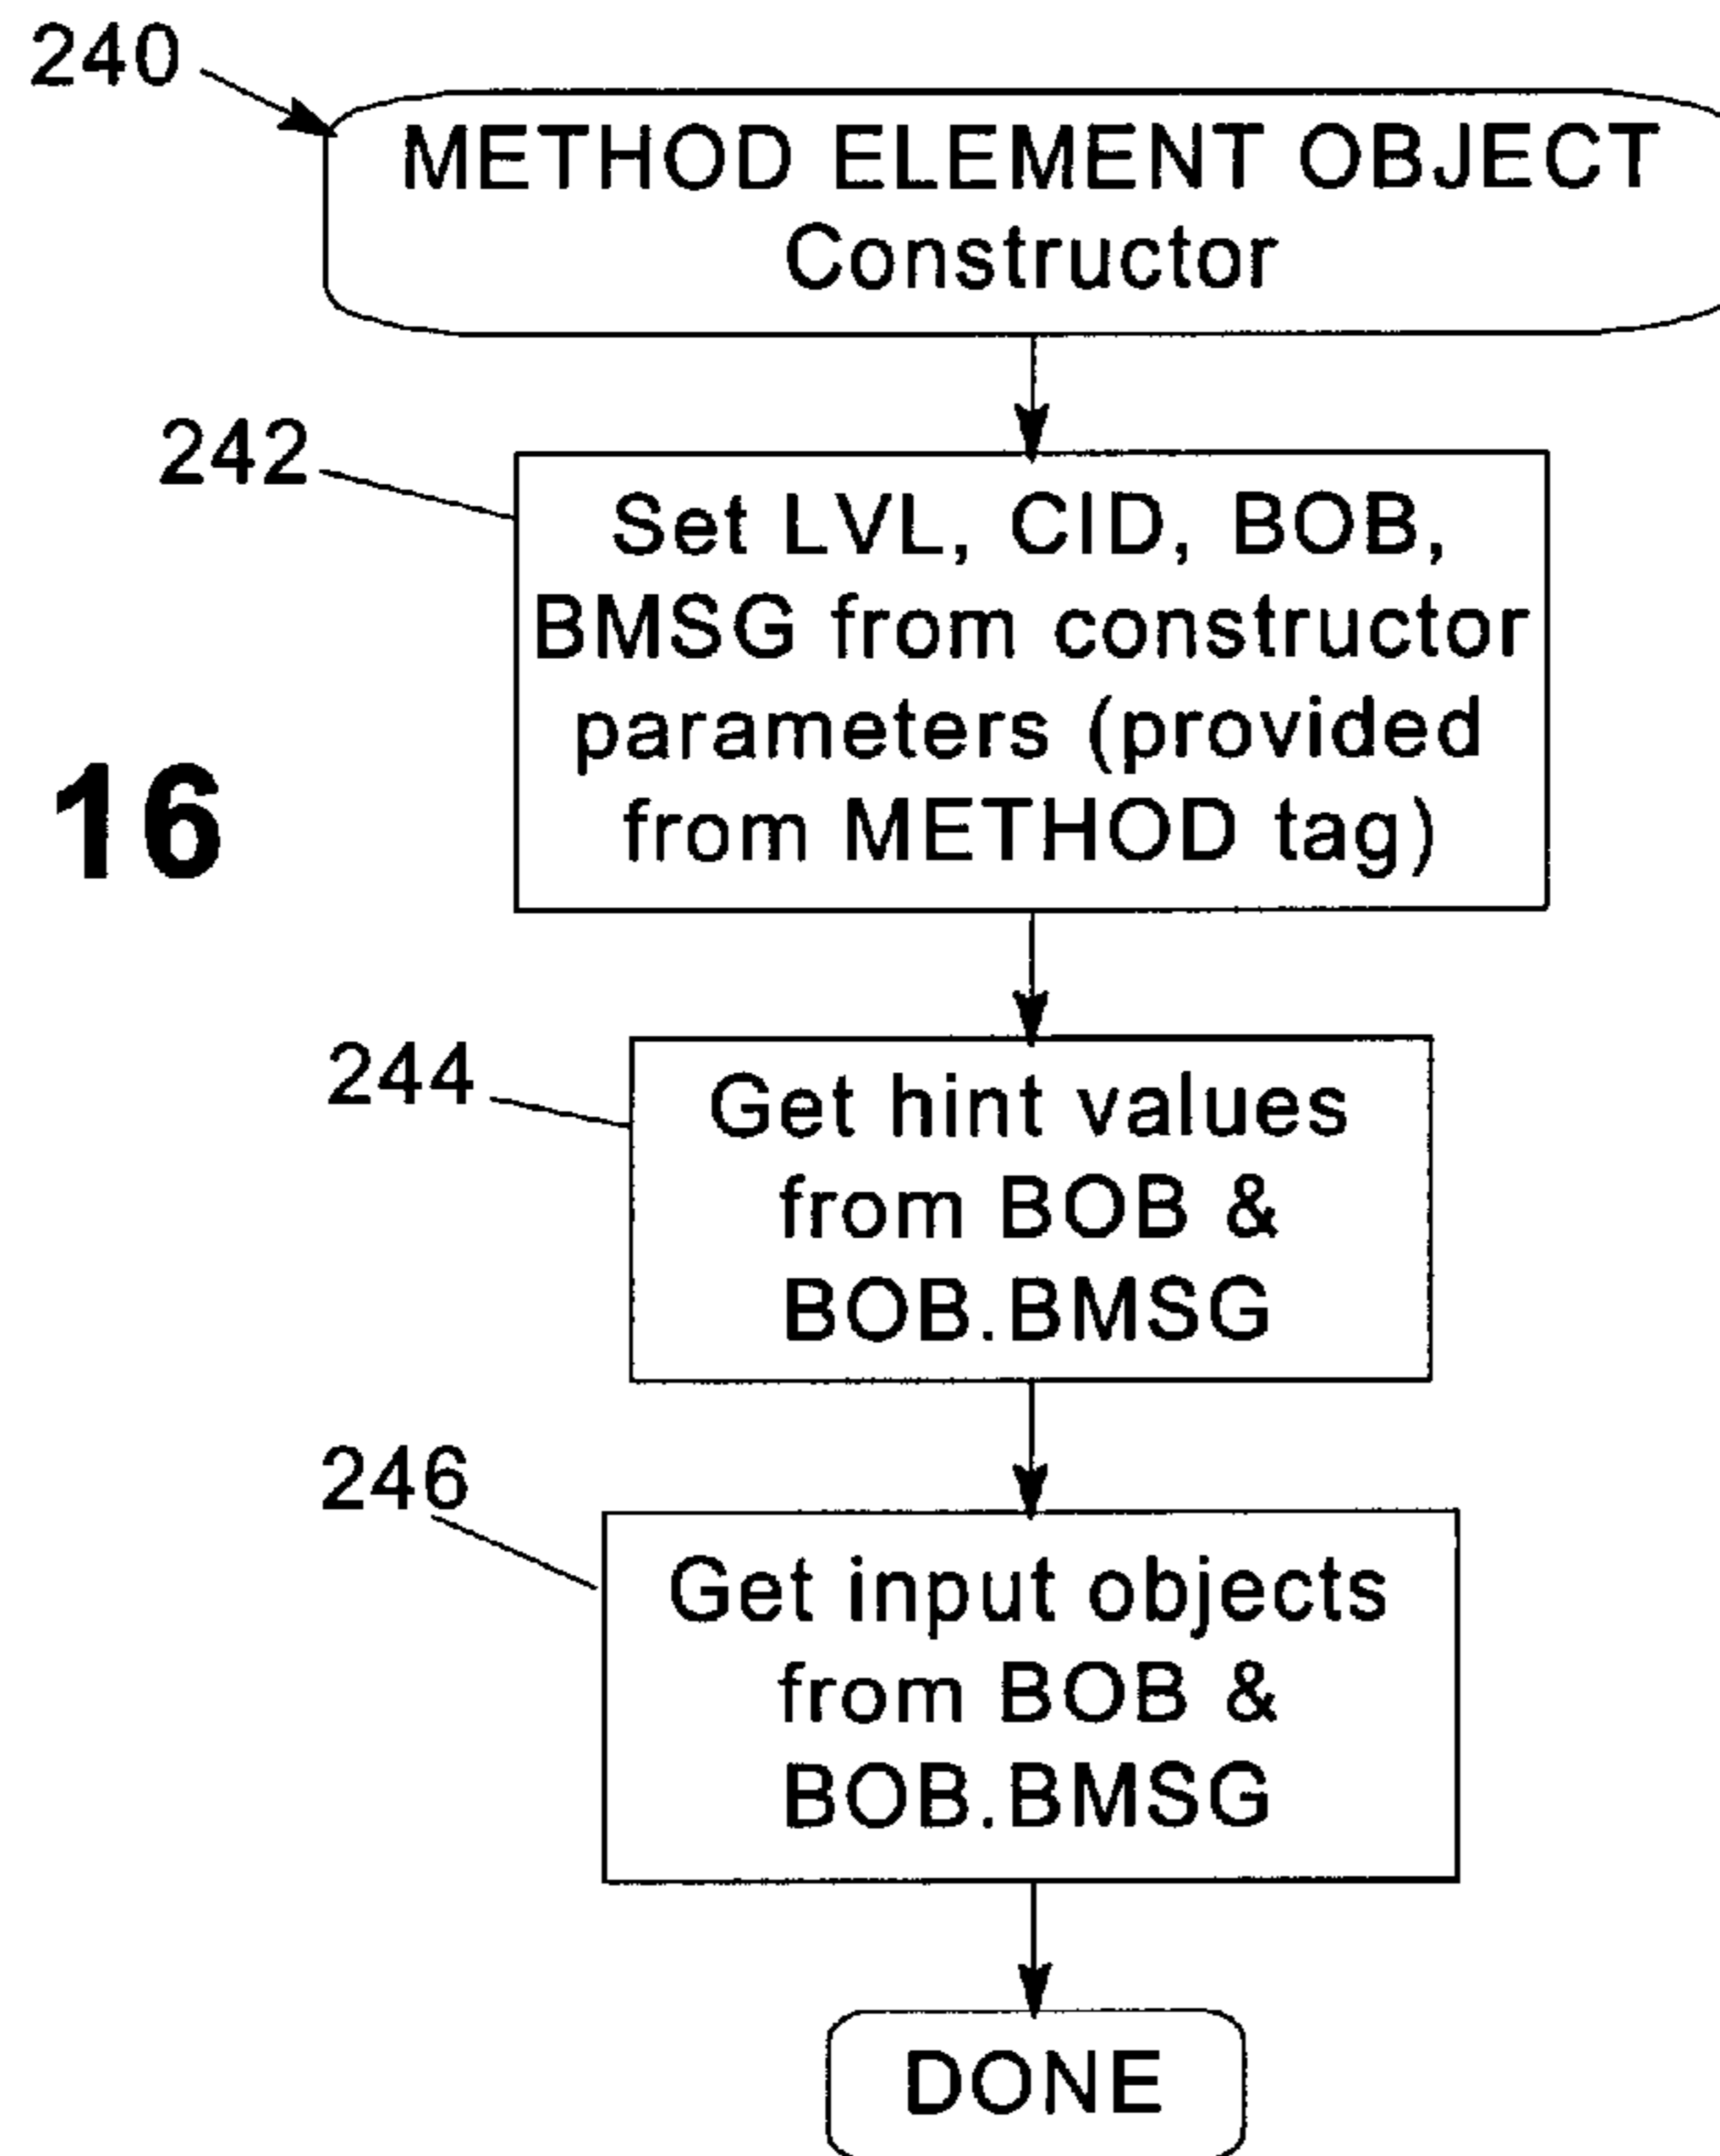 240
METHOD ELEMENT OBJECT
Constructor
242
Set LVL, CID, BOB,
BMSG from constructor
parameters (provided
from METHOD tag)
16
244
Get hint values
from BOB &
BOB.BMSG
246
Get input objects
from BOB &
BOB.BMSG
DONE